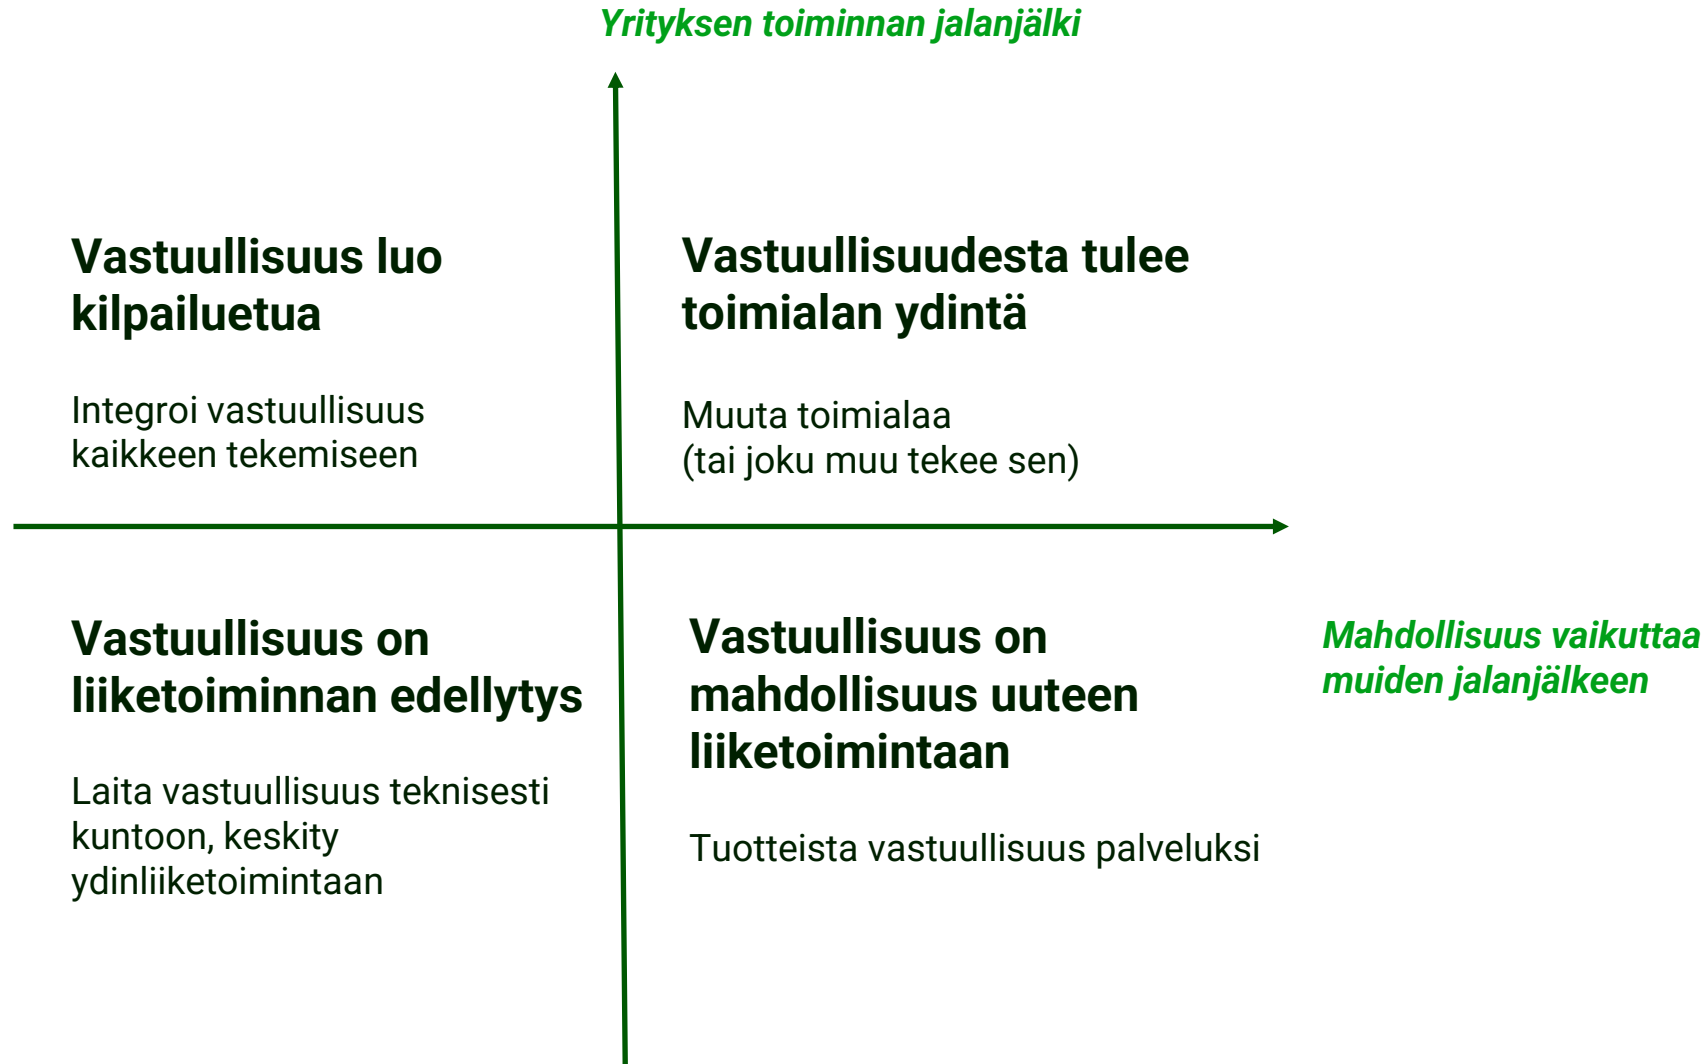 Yrityksen toiminnan jalanjälki
Vastuullisuus luo
kilpailuetua
Integroi vastuullisuus
kaikkeen tekemiseen
Vastuullisuudesta tulee
toimialan ydintä
Muuta toimialaa
(tai joku muu tekee sen)
Vastuullisuus on
liiketoiminnan edellytys
Laita vastuullisuus teknisesti
kuntoon, keskity
ydinliiketoimintaan
Vastuullisuus on
mahdollisuus uuteen
liiketoimintaan
Tuotteista vastuullisuus palveluksi
Mahdollisuus vaikuttaa
muiden jalanjälkeen